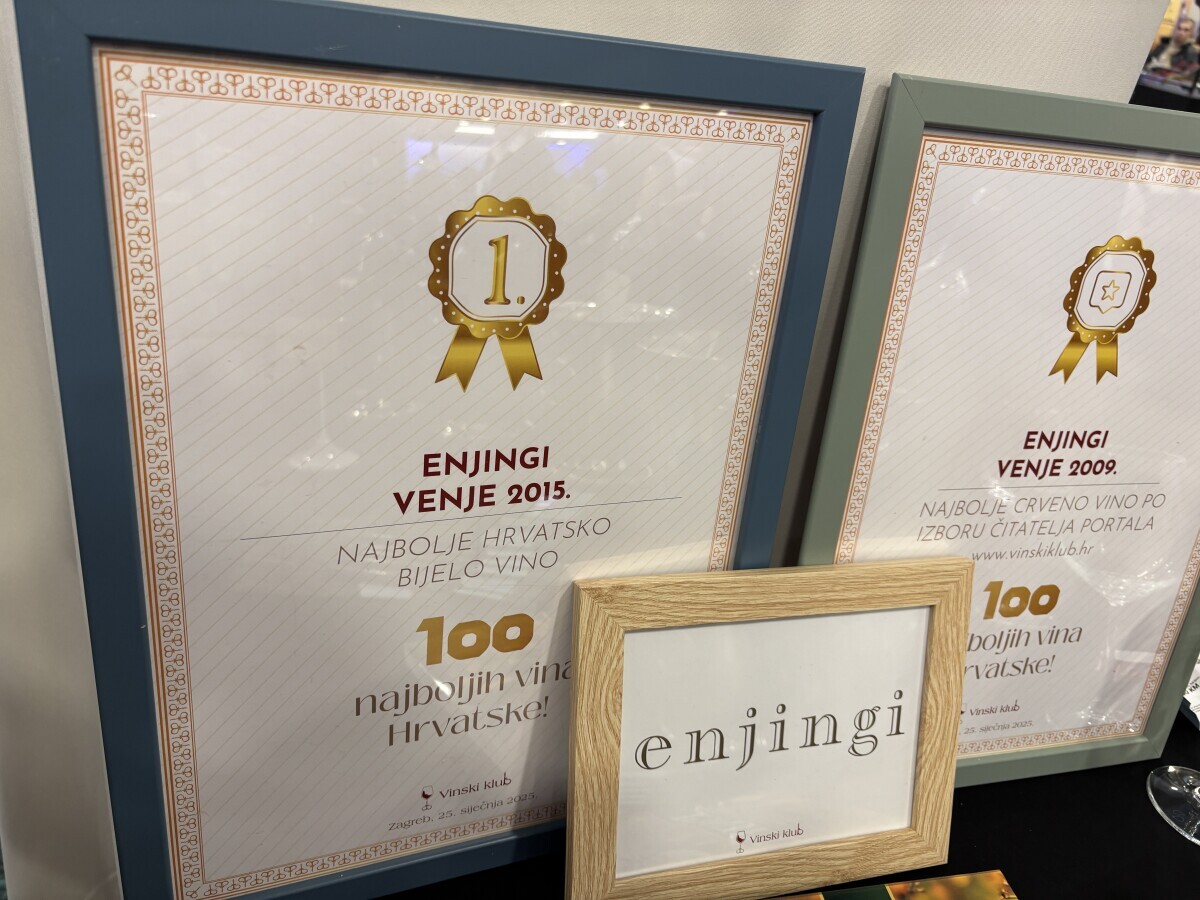 1.
ENJINGI
VENJE 2015.
NAJBOLJE HRVATSKO
BIJELO VINO
100
najboljih vina
Hrvatske!
Vinski klub
Zagreb, 25. siječnja 2025.
ENJINGI
VENJE 2009.
NAJBOLJE CRVENO VINO PO
IZBORU ČITATELJA PORTALA
www.vinskiklub.hr
100
boljih vina
rvatske!
Vinski klub
25. siječnja 2025.
enjingi
Vinski klub